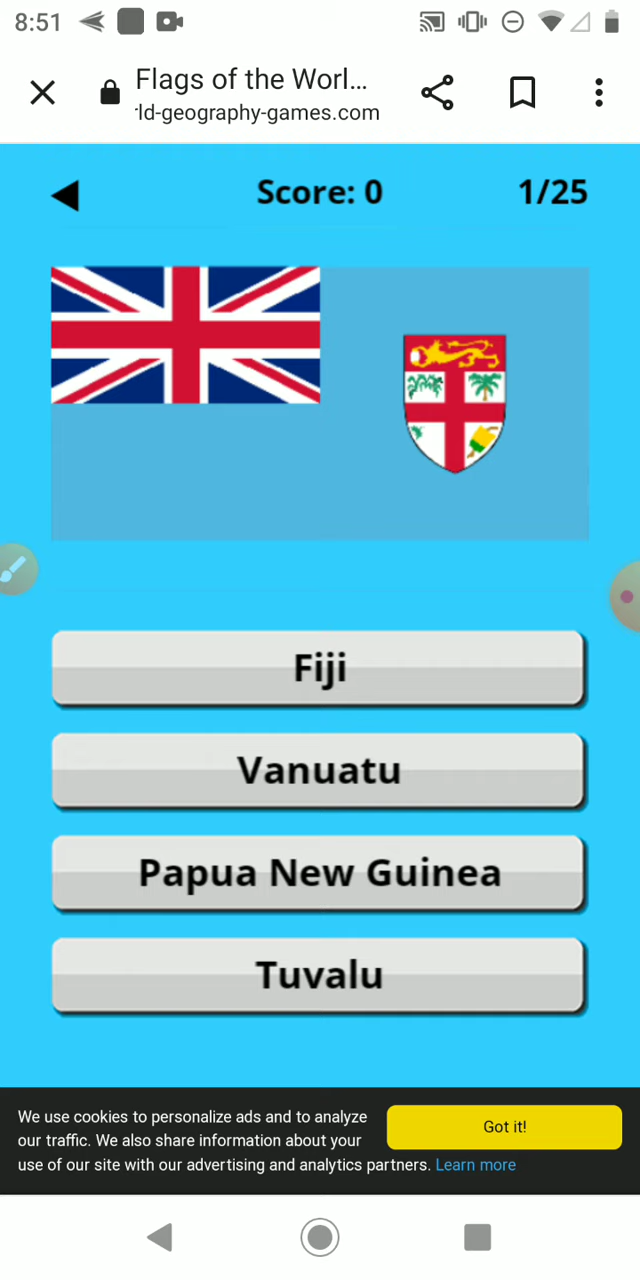 8:51
Flags of the Worl...
rld-geography-games.com
Score: 0
1/25
Fiji
Vanuatu
Papua New Guinea
Tuvalu
We use cookies to personalize ads and to analyze
our traffic. We also share information about your
use of our site with our advertising and analytics partners. Learn more
Got it!